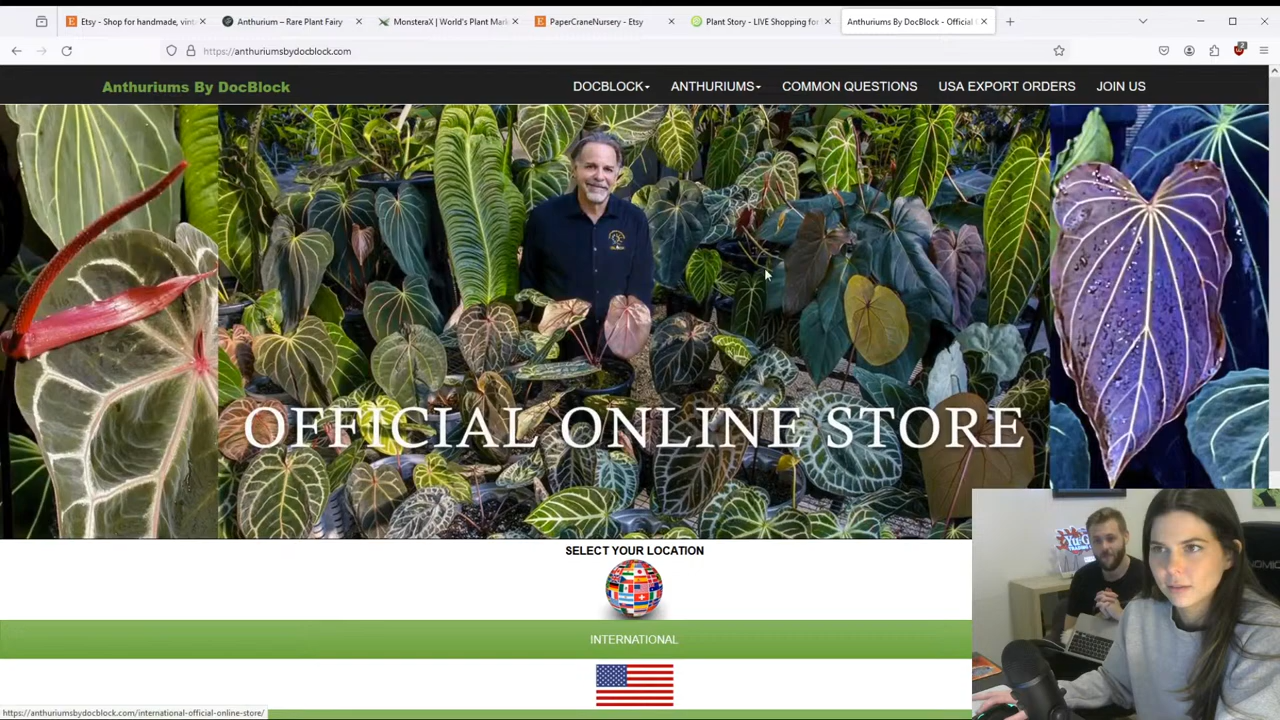 Etsy - Shop for handmade, vint
Anthurium – Rare Plant Fairy
MonsteraX | World's Plant Mark
PaperCraneNursery - Etsy
Plant Story - LIVE Shopping for
Anthuriums By DocBlock - Official
https://anthuriumsbydocblock.com
2
Anthuriums By DocBlock
DOCBLOCK
ANTHURIUMS
COMMON QUESTIONS
USA EXPORT ORDERS
JOIN US
OFFICIAL ONLINE STORE
SELECT YOUR LOCATION
INTERNATIONAL
https://anthuriumsbydocblock.com/international-official-online-store/